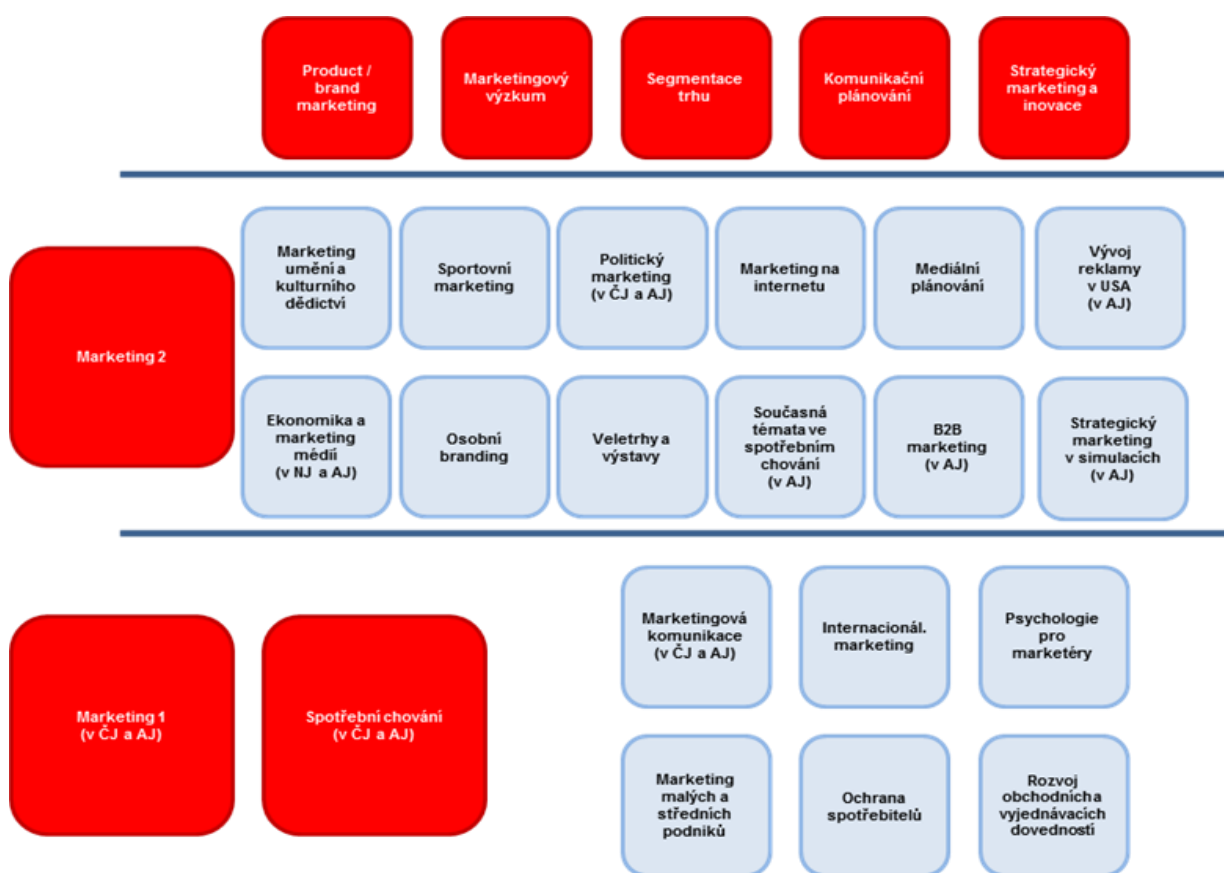 Product /
brand
marketing
Marketingový
výzkum
Segmentace
trhu
Komunikační
plánování
Strategický
marketing a
inovace
Marketing 2
Marketing
umění a
kulturního
dědictví
Sportovní
marketing
Politický
marketing
(v ČJ a AJ)
Marketing na
internetu
Mediální
plánování
Vývoj
reklamy
v USA
(v AJ)
Ekonomika a
marketing
médií
(v NJ a AJ)
Osobní
branding
Veletrhy a
výstavy
Současná
témata ve
spotřebním
chování
(v AJ)
B2B
marketing
(v AJ)
Strategický
marketing
v simulacích
(v AJ)
Marketing 1
(v ČJ a AJ)
Spotřební chování
(v ČJ a AJ)
Marketingová
komunikace
(v ČJ a AJ)
Internacionál.
marketing
Psychologie
pro
marketéry
Marketing
malých a
středních
podniků
Ochrana
spotřebitelů
Rozvoj
obchodních a
vyjednávacích
dovedností